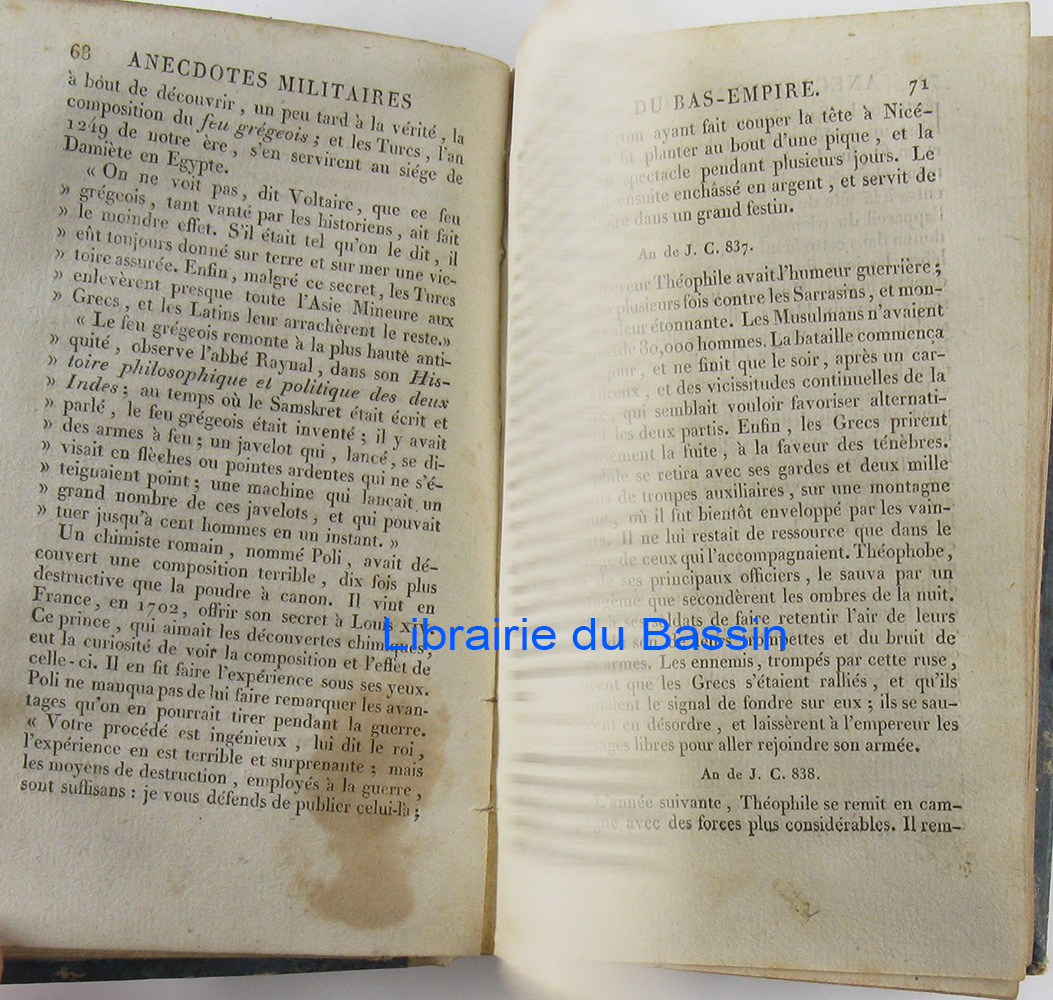 68 ANECDOTES MILITAIRES
à bout de découvrir, un peu tard à la vérité, la
composition du feu grégeois ; et les Turcs, l'an
1249 de notre ère, s'en servirent au siége de
Damiète en Egypte.
« On ne voit pas, dit Voltaire, que ce feu
» grégeois, tant vanté par les historiens, ait fait
» le moindre effet. S'il était tel qu'on le dit, il
» eût toujours donné sur terre et sur mer une vic-
» toire assurée. Enfin, malgré ce secret, les Turcs
» enlevèrent presque toute l'Asie Mineure aux
» Grecs, et les Latins leur arrachèrent le reste.»
« Le feu grégeois remonte à la plus haute anti-
» quité, observe l'abbé Raynal, dans son His-
» toire philosophique et politique des deux
» Indes ; au temps où le Samskret était écrit et
» parlé, le feu grégeois était inventé ; il y avait
» des armes à feu ; un javelot qui, lancé, se di-
» visait en flèches ou pointes ardentes qui ne s'é-
» teignaient point ; une machine qui lançait un
» grand nombre de ces javelots, et qui pouvait
» tuer jusqu'à cent hommes en un instant. »
Un chimiste romain, nommé Poli, avait dé-
couvert une composition terrible, dix fois plus
destructive que la poudre à canon. Il vint en
France, en 1702, offrir son secret à Louis XIV.
Ce prince, qui aimait les découvertes chimiques,
eut la curiosité de voir la composition et l'effet de
celle-ci. Il en fit faire l'expérience sous ses yeux.
Poli ne manqua pas de lui faire remarquer les avan-
tages qu'on en pourrait tirer pendant la guerre.
« Votre procédé est ingénieux, lui dit le roi,
l'expérience en est terrible et surprenante ; mais
les moyens de destruction, employés à la guerre,
sont suffisans : je vous défends de publier celui-là ;
DU BAS-EMPIRE. 71
ayant fait couper la tête à Nicé-
fit planter au bout d'une pique, et la
spectacle pendant plusieurs jours. Le
ensuite enchâssé en argent, et servit de
dans un grand festin.
An de J. C. 837.
Théophile avait l'humeur guerrière ;
plusieurs fois contre les Sarrasins, et mon-
étonnante. Les Musulmans n'avaient
80,000 hommes. La bataille commença
jour, et ne finit que le soir, après un car-
et des vicissitudes continuelles de la
qui semblait vouloir favoriser alternati-
les deux partis. Enfin, les Grecs prirent
la fuite, à la faveur des ténèbres.
se retira avec ses gardes et deux mille
de troupes auxiliaires, sur une montagne
où il fut bientôt enveloppé par les vain-
Il ne lui restait de ressource que dans le
de ceux qui l'accompagnaient. Théophobe,
ses principaux officiers, le sauva par un
que secondèrent les ombres de la nuit.
ses soldats de faire retentir l'air de leurs
leurs trompettes et du bruit de
armes. Les ennemis, trompés par cette ruse,
que les Grecs s'étaient ralliés, et qu'ils
le signal de fondre sur eux ; ils se sau-
en désordre, et laissèrent à l'empereur les
libres pour aller rejoindre son armée.
An de J. C. 838.
L'année suivante, Théophile se remit en cam-
avec des forces plus considérables. Il rem-
Librairie du Bassin